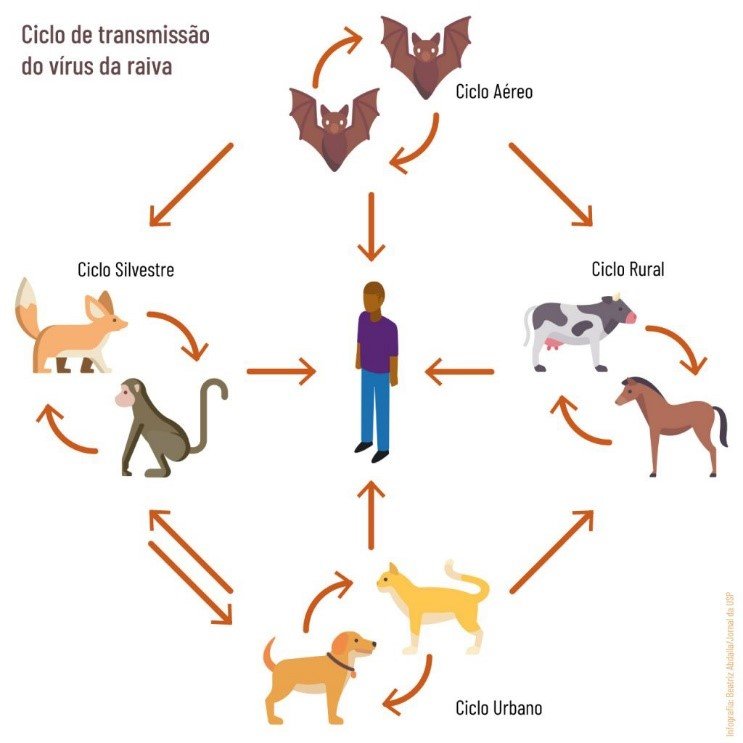 Ciclo de transmissão
do vírus da raiva
Ciclo Aéreo
Ciclo Silvestre
Ciclo Rural
Ciclo Urbano
Infografia: Beatriz Abdalla/Jornal da USP